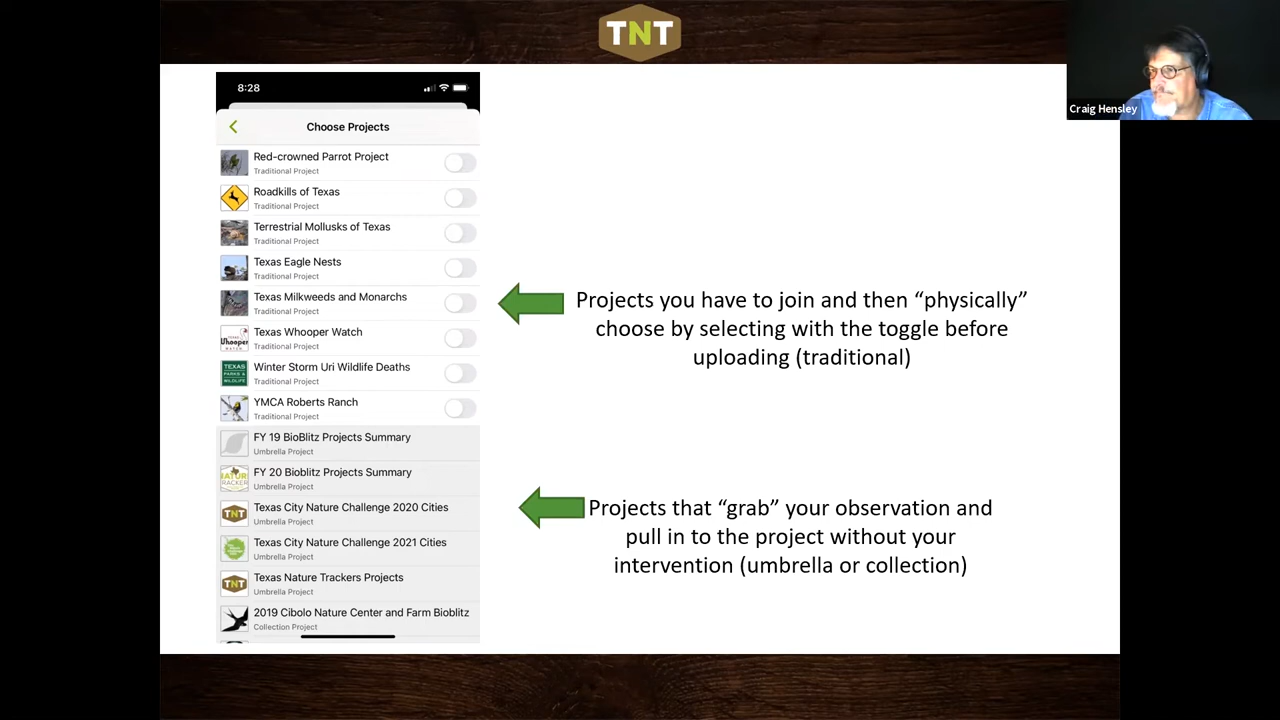 TNT
Craig Hensley
8:28
Choose Projects
Red-crowned Parrot Project
Traditional Project
Roadkills of Texas
Traditional Project
Terrestrial Mollusks of Texas
Traditional Project
Texas Eagle Nests
Traditional Project
Texas Milkweeds and Monarchs
Traditional Project
Texas Whooper Watch
Traditional Project
Whooper
Winter Storm Uri Wildlife Deaths
Traditional Project
TEXAS
PARKS &
WILDLIFE
YMCA Roberts Ranch
Traditional Project
FY 19 BioBlitz Projects Summary
Umbrella Project
FY 20 Bioblitz Projects Summary
Umbrella Project
Texas City Nature Challenge 2020 Cities
Umbrella Project
TNT
Texas City Nature Challenge 2021 Cities
Umbrella Project
Texas Nature Trackers Projects
Umbrella Project
TNT
2019 Cibolo Nature Center and Farm Bioblitz
Collection Project
Projects you have to join and then “physically”
choose by selecting with the toggle before
uploading (traditional)
Projects that “grab” your observation and
pull in to the project without your
intervention (umbrella or collection)